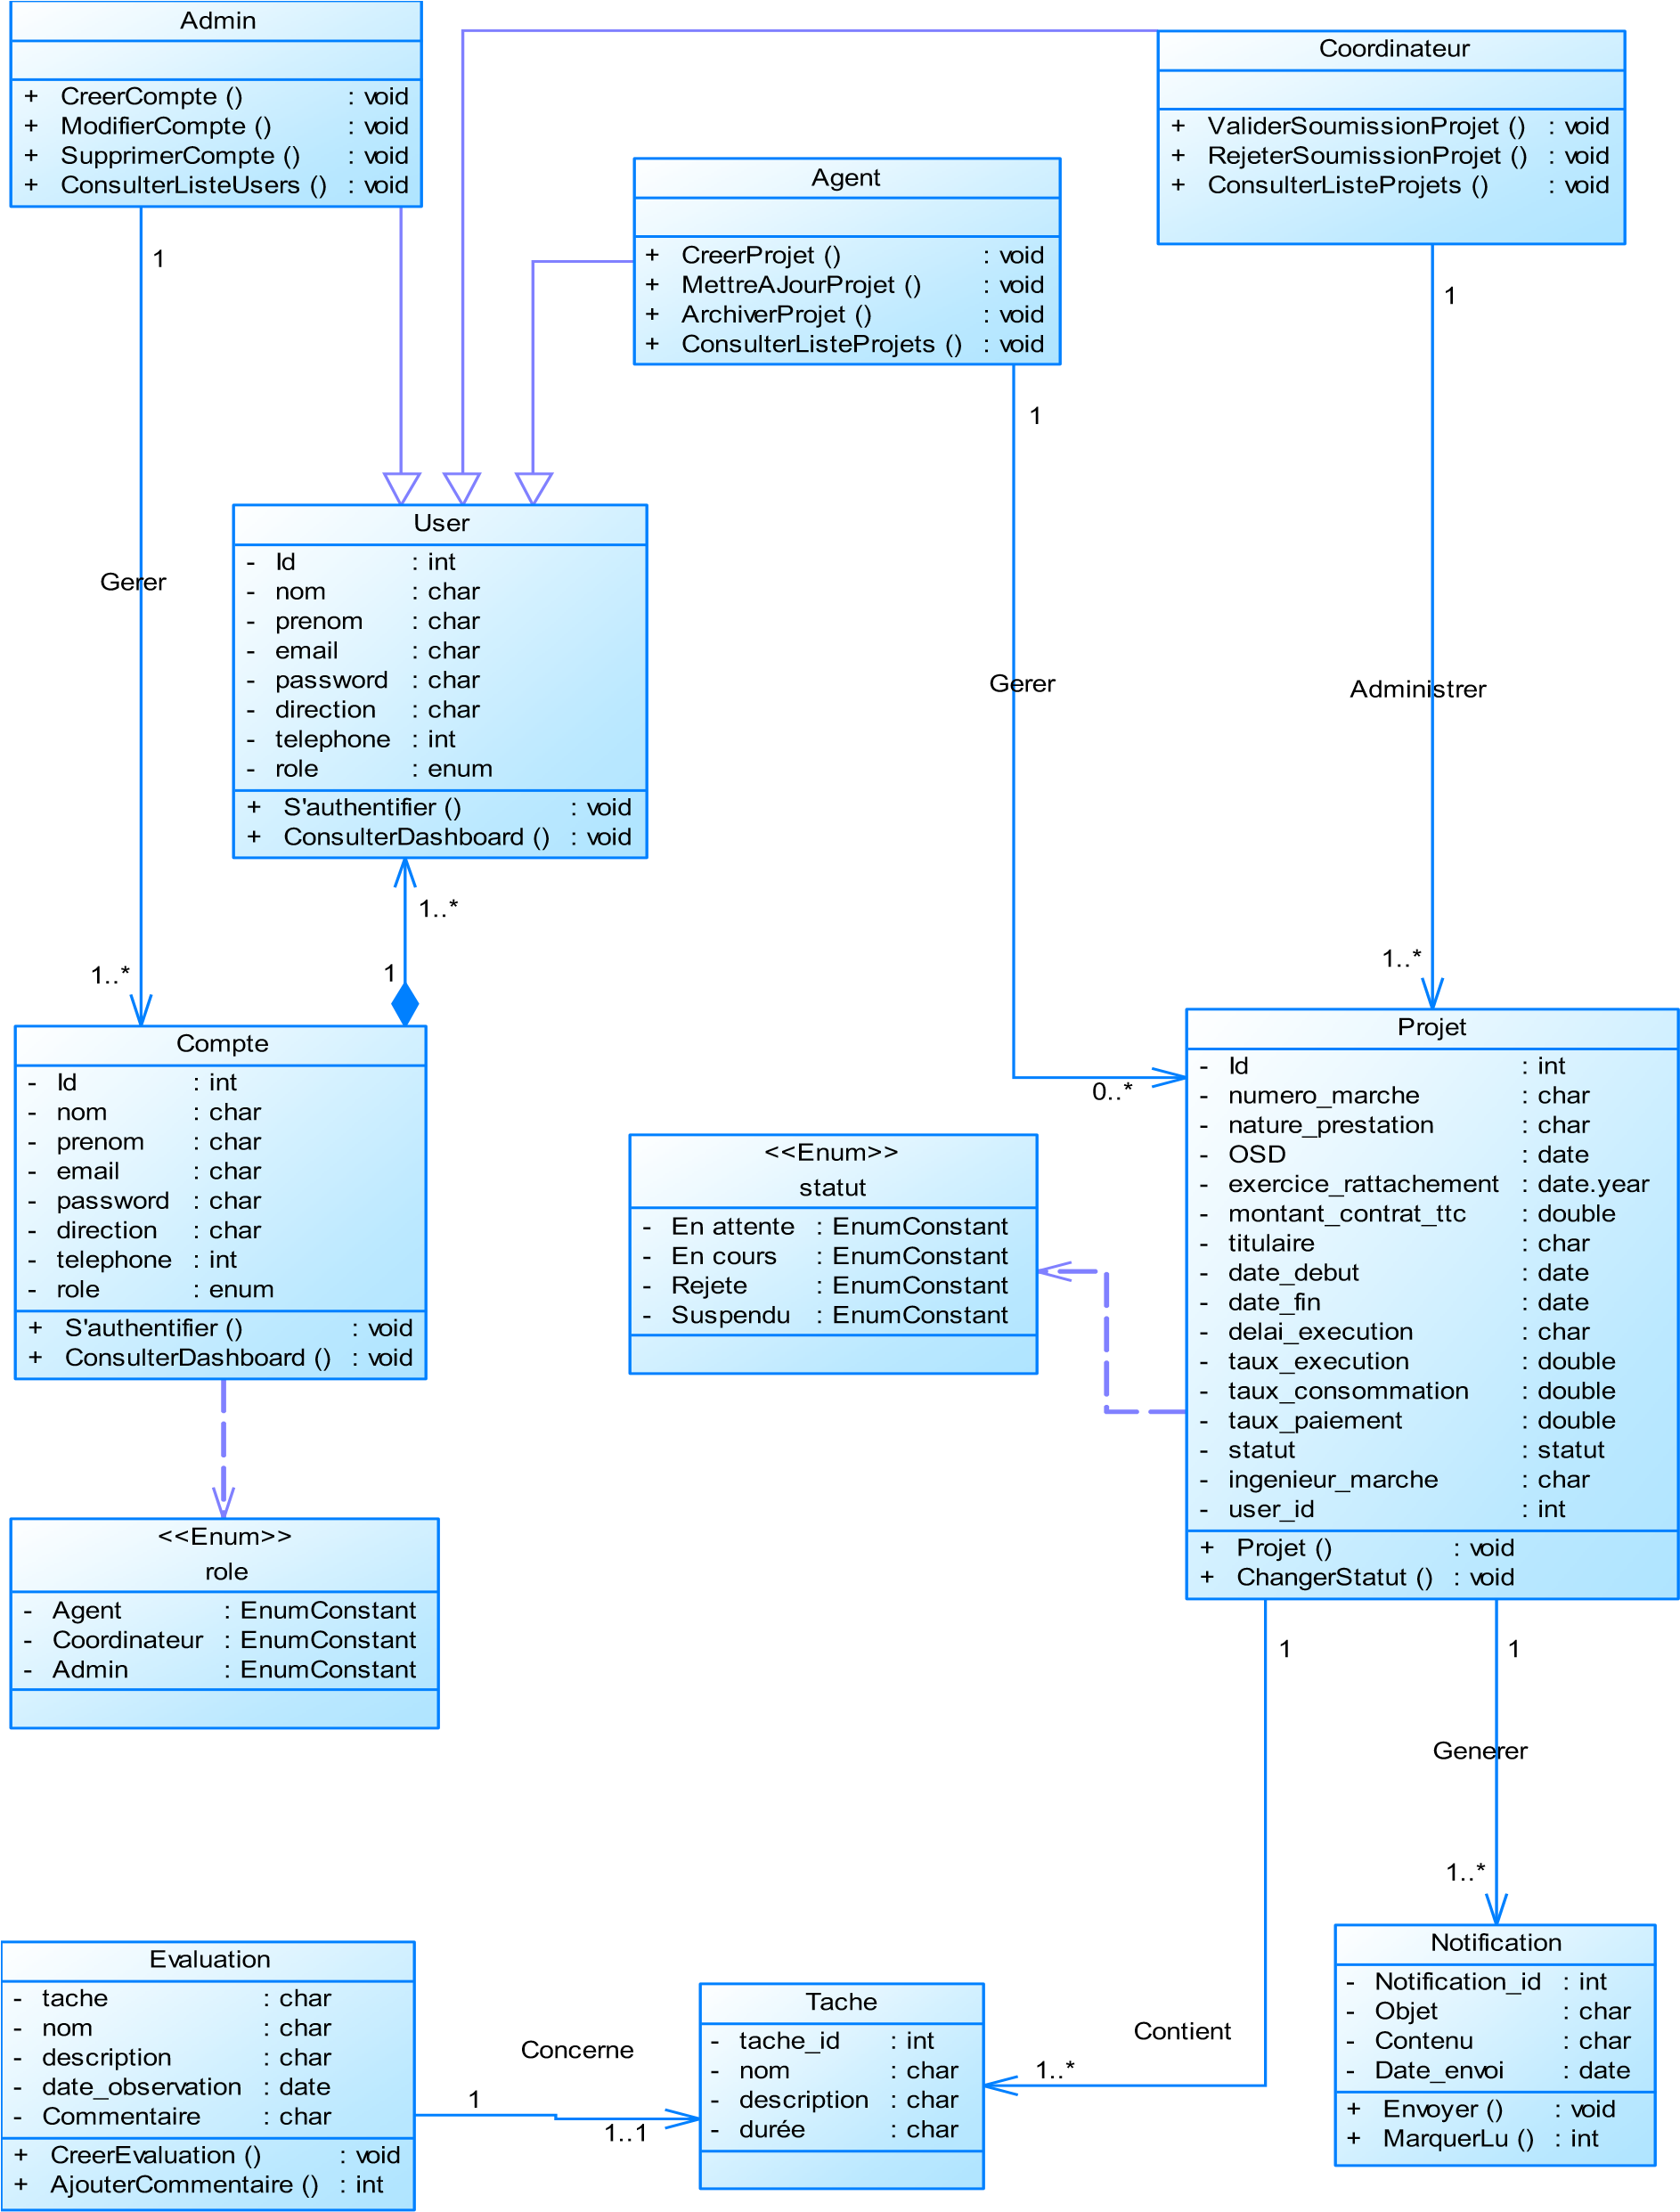 Admin
+ CreerCompte () : void
+ ModifierCompte () : void
+ SupprimerCompte () : void
+ ConsulterListeUsers () : void
Coordinateur
+ ValiderSoumissionProjet () : void
+ RejeterSoumissionProjet () : void
+ ConsulterListeProjets () : void
Agent
+ CreerProjet () : void
+ MettreAJourProjet () : void
+ ArchiverProjet () : void
+ ConsulterListeProjets () : void
1
1
1
Gerer
User
- Id : int
- nom : char
- prenom : char
- email : char
- password : char
- direction : char
- telephone : int
- role : enum
+ S'authentifier () : void
+ ConsulterDashboard () : void
Gerer
Administrer
1..*
1
1..*
1..*
0..*
Compte
- Id : int
- nom : char
- prenom : char
- email : char
- password : char
- direction : char
- telephone : int
- role : enum
+ S'authentifier () : void
+ ConsulterDashboard () : void
<<Enum>>
statut
- En attente : EnumConstant
- En cours : EnumConstant
- Rejete : EnumConstant
- Suspendu : EnumConstant
Projet
- Id : int
- numero_marche : char
- nature_prestation : char
- OSD : date
- exercice_rattachement : date.year
- montant_contrat_ttc : double
- titulaire : char
- date_debut : date
- date_fin : date
- delai_execution : char
- taux_execution : double
- taux_consommation : double
- taux_paiement : double
- statut : statut
- ingenieur_marche : char
- user_id : int
+ Projet () : void
+ ChangerStatut () : void
<<Enum>>
role
- Agent : EnumConstant
- Coordinateur : EnumConstant
- Admin : EnumConstant
1
1
Generer
1..*
Evaluation
- tache : char
- nom : char
- description : char
- date_observation : date
- Commentaire : char
+ CreerEvaluation () : void
+ AjouterCommentaire () : int
Concerne
1
1..1
Tache
- tache_id : int
- nom : char
- description : char
- durée : char
Contient
1..*
Notification
- Notification_id : int
- Objet : char
- Contenu : char
- Date_envoi : date
+ Envoyer () : void
+ MarquerLu () : int